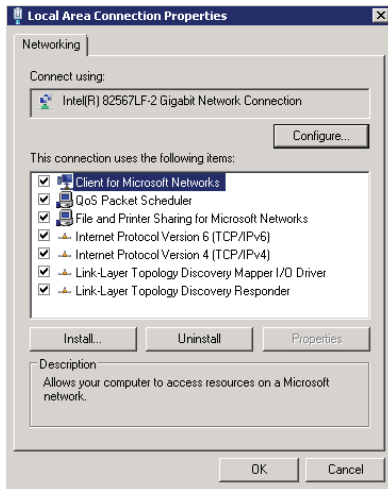 Local Area Connection Properties
Networking
Connect using:
Intel(R) 82567LF-2 Gigabit Network Connection
Configure...
This connection uses the following items:
Client for Microsoft Networks
QoS Packet Scheduler
File and Printer Sharing for Microsoft Networks
Internet Protocol Version 6 (TCP/IPv6)
Internet Protocol Version 4 (TCP/IPv4)
Link-Layer Topology Discovery Mapper I/O Driver
Link-Layer Topology Discovery Responder
Install... Uninstall Properties
Description
Allows your computer to access resources on a Microsoft
network.
OK Cancel